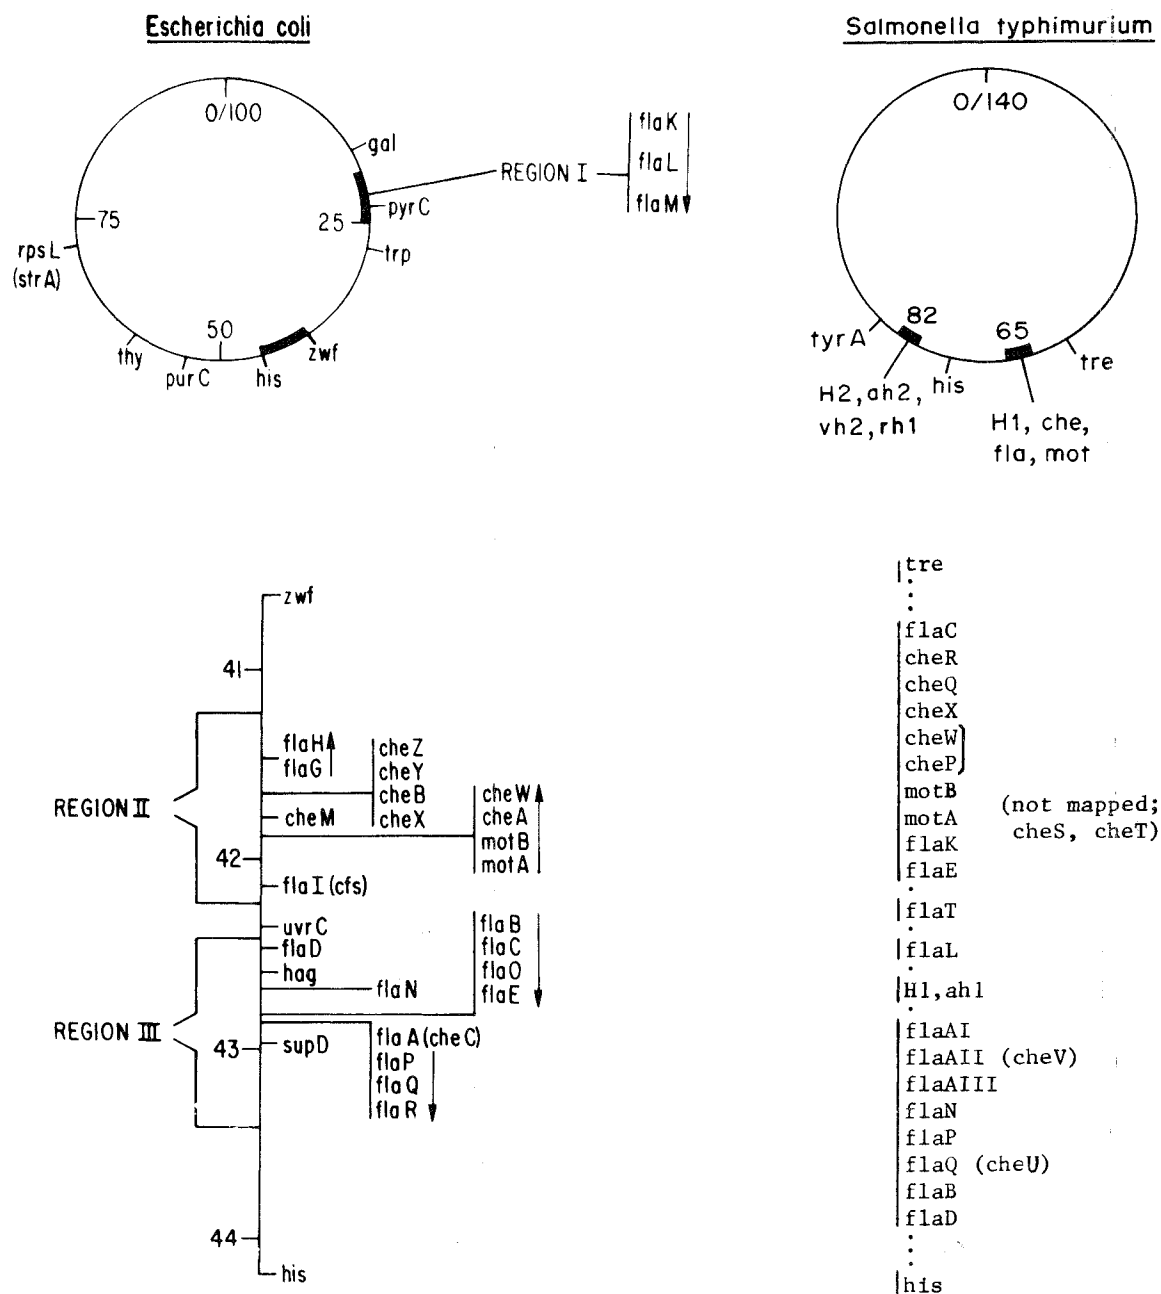 Escherichia coli
0/100
gal
pyrC
25
trp
zwf
his
50
purC
thy
rpsL
(strA)
75
REGION I
flaK
flaL
flaM
Salmonella typhimurium
0/140
tyrA
82
65
tre
his
H2, ah2,
vh2, rh1
H1, che,
fla, mot
zwf
41
flaH
flaG
cheZ
cheY
cheB
cheX
REGION II
cheM
cheW
cheA
motB
motA
42
flaI (cfs)
uvrC
flaD
hag
flaN
flaB
flaC
flaO
flaE
REGION III
43
supD
flaA (cheC)
flaP
flaQ
flaR
44
his
tre
flaC
cheR
cheQ
cheX
cheW
cheP
motB
motA
flaK
flaE
(not mapped;
cheS, cheT)
flaT
flaL
H1, ah1
flaAI
flaAII (cheV)
flaAIII
flaN
flaP
flaQ (cheU)
flaB
flaD
his